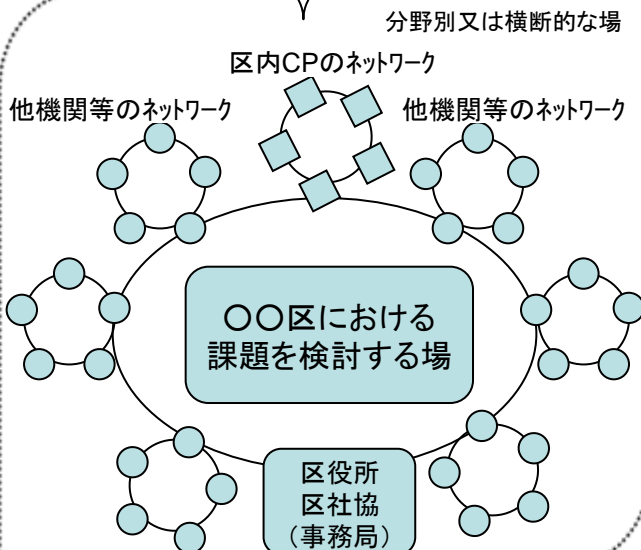 分野別又は横断的な場
区内CPのネットワーク
他機関等のネットワーク
他機関等のネットワーク
〇〇区における
課題を検討する場
区役所
区社協
(事務局)